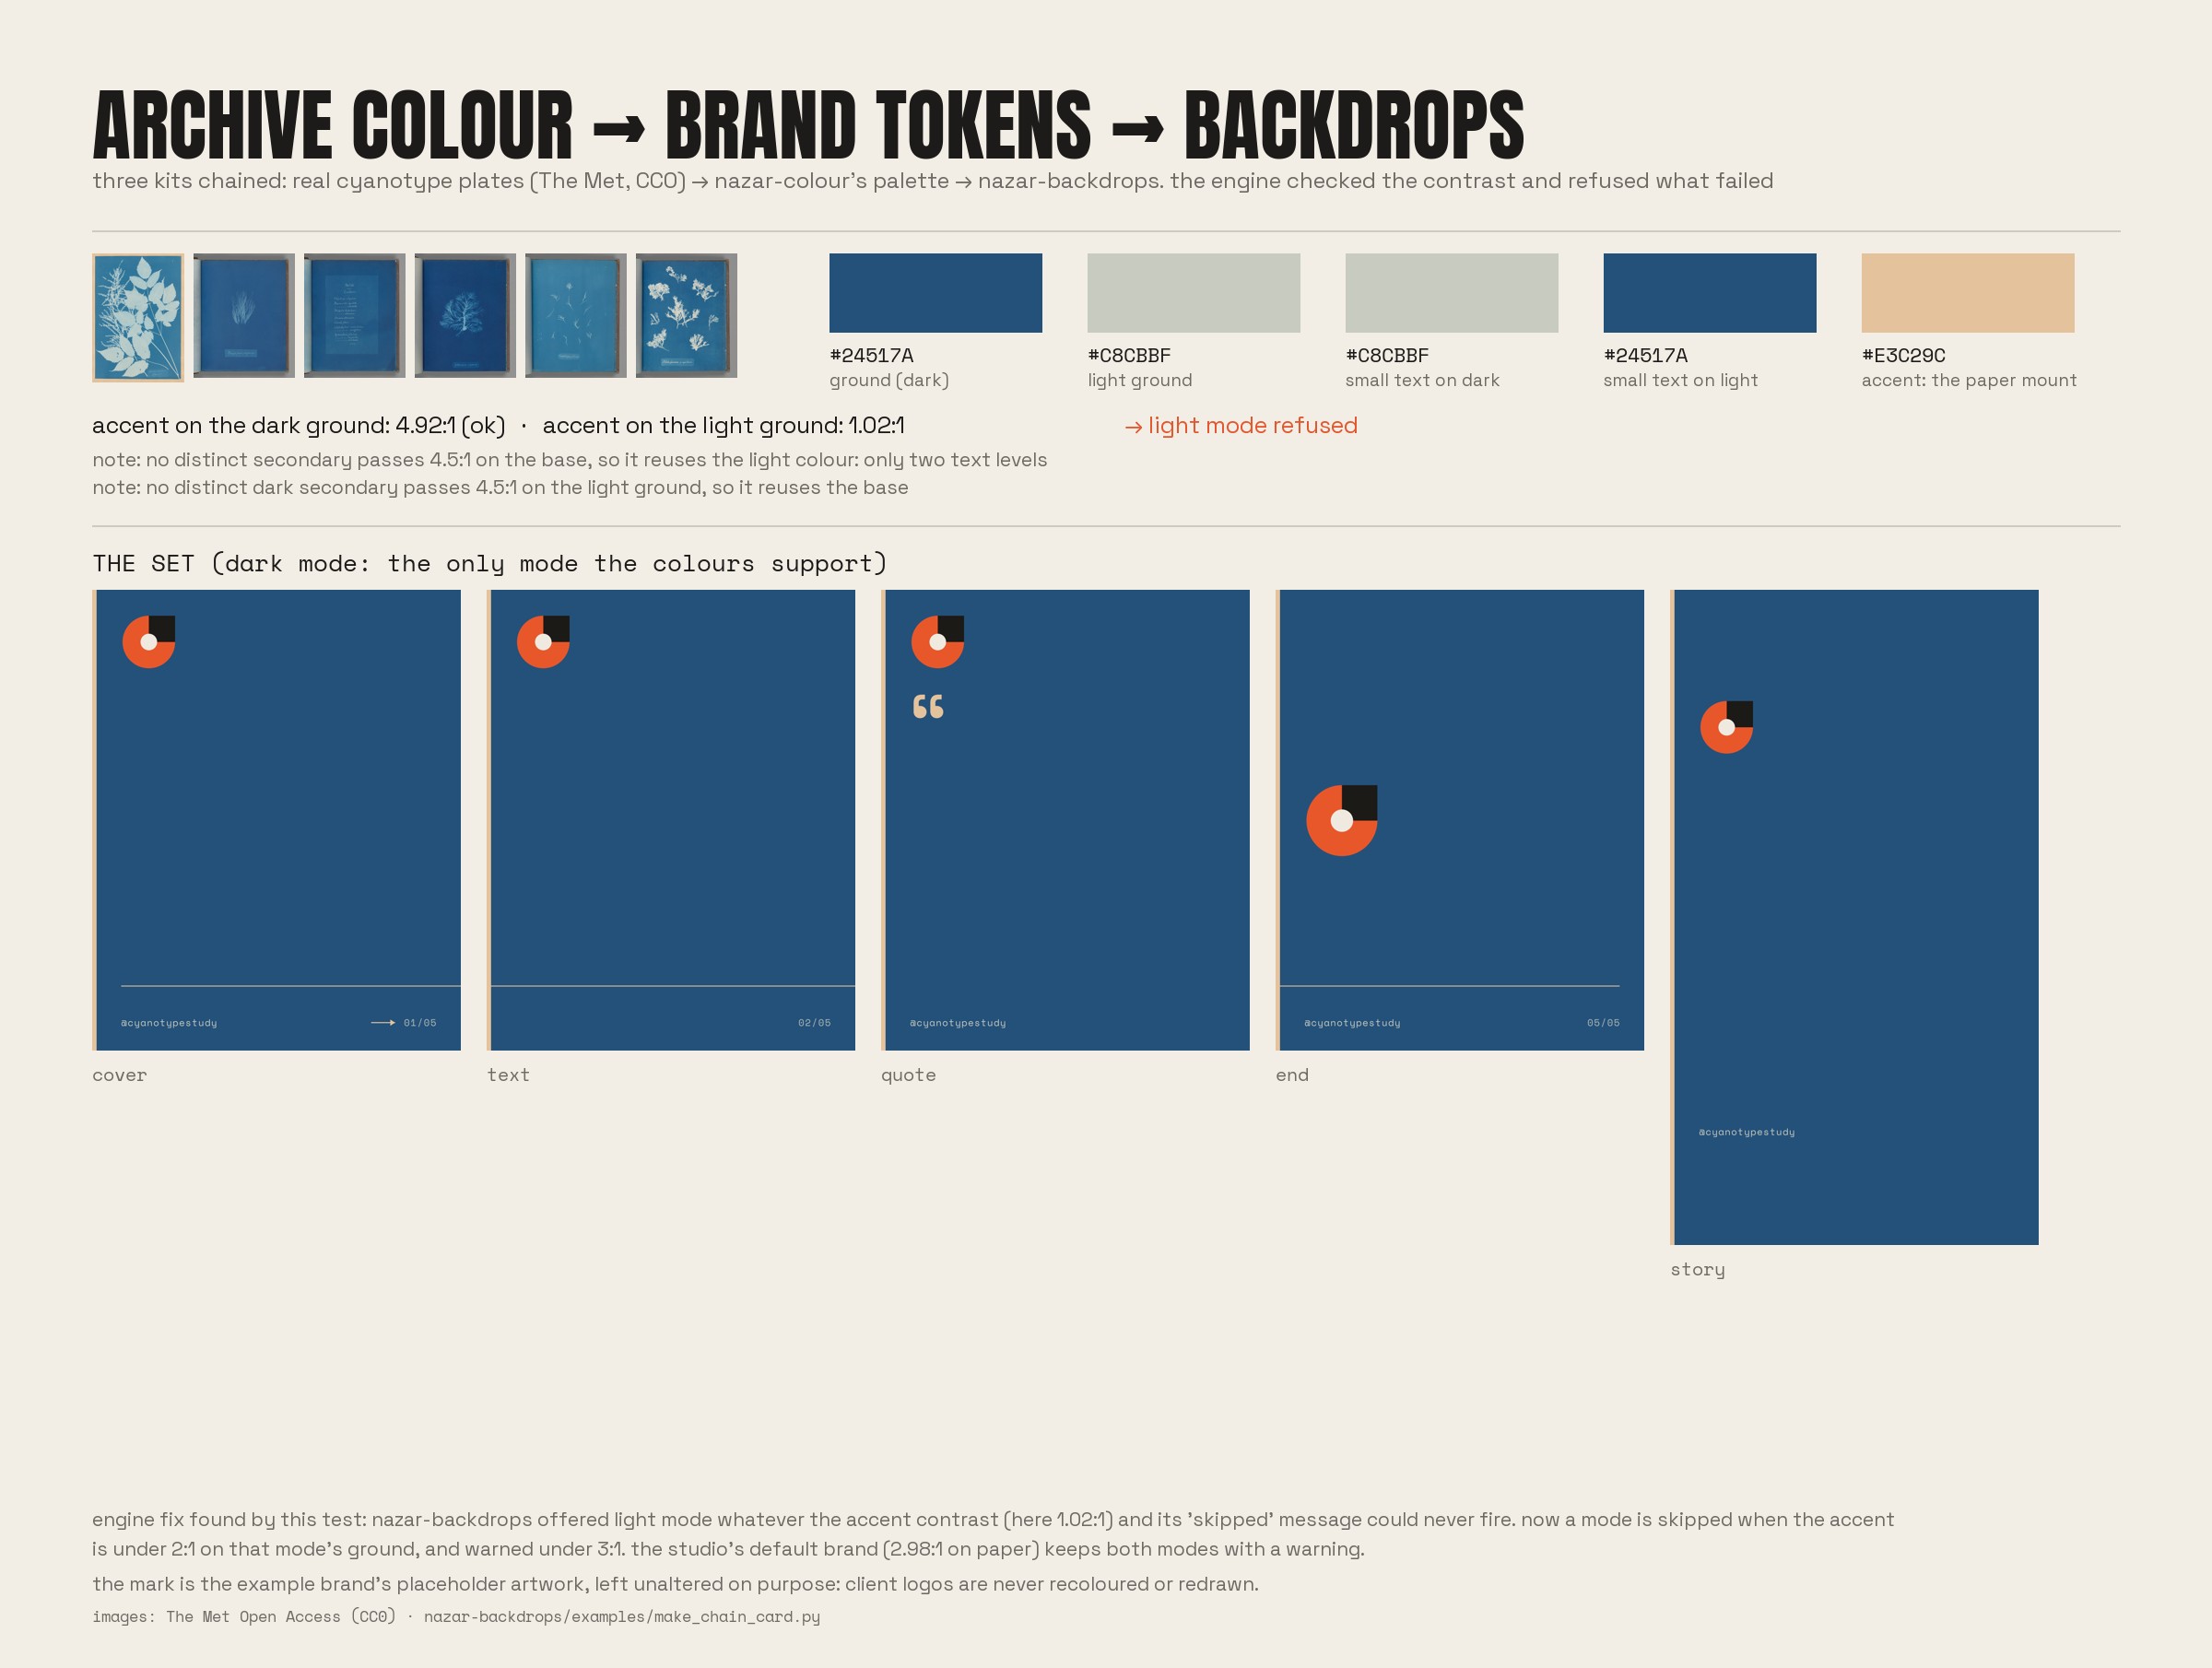 ARCHIVE COLOUR → BRAND TOKENS → BACKDROPS
three kits chained: real cyanotype plates (The Met, CC0) → nazar-colour's palette → nazar-backdrops. the engine checked the contrast and refused what failed
#24517A
ground (dark)
#C8CBBF
light ground
#C8CBBF
small text on dark
#24517A
small text on light
#E3C29C
accent: the paper mount
accent on the dark ground: 4.92:1 (ok) · accent on the light ground: 1.02:1 → light mode refused
note: no distinct secondary passes 4.5:1 on the base, so it reuses the light colour: only two text levels
note: no distinct dark secondary passes 4.5:1 on the light ground, so it reuses the base
THE SET (dark mode: the only mode the colours support)
“
@cyanotypestudy → 01/05
02/05
@cyanotypestudy
@cyanotypestudy 05/05
@cyanotypestudy
cover
text
quote
end
story
engine fix found by this test: nazar-backdrops offered light mode whatever the accent contrast (here 1.02:1) and its 'skipped' message could never fire. now a mode is skipped when the accent
is under 2:1 on that mode's ground, and warned under 3:1. the studio's default brand (2.98:1 on paper) keeps both modes with a warning.
the mark is the example brand's placeholder artwork, left unaltered on purpose: client logos are never recoloured or redrawn.
images: The Met Open Access (CC0) · nazar-backdrops/examples/make_chain_card.py